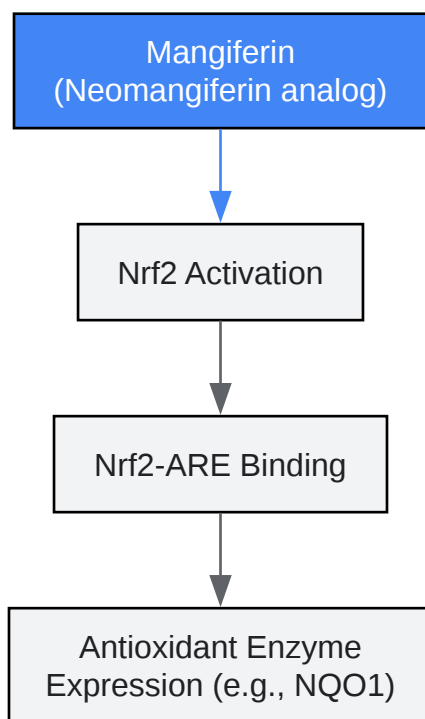 Mangiferin
(Neomangiferin analog)
Nrf2 Activation
Nrf2-ARE Binding
Antioxidant Enzyme
Expression (e.g., NQO1)